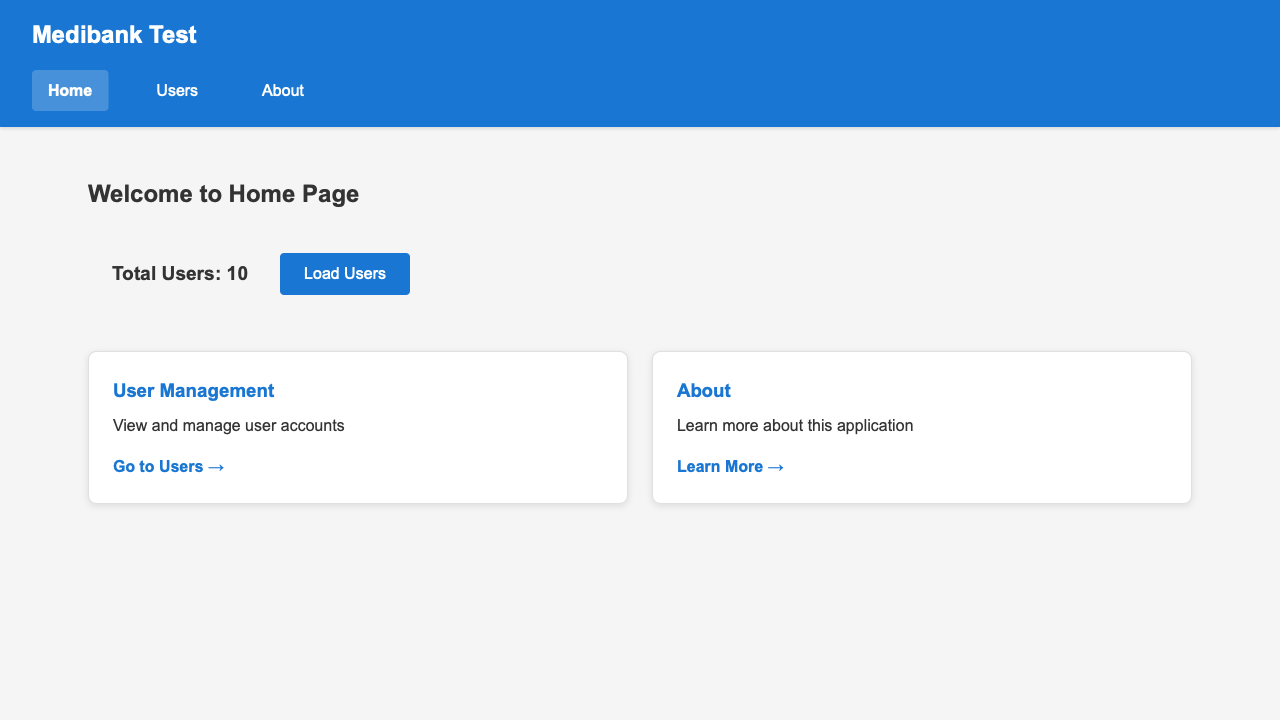 Medibank Test
Home Users About
Welcome to Home Page
Total Users: 10 Load Users
User Management
View and manage user accounts
Go to Users →
About
Learn more about this application
Learn More →